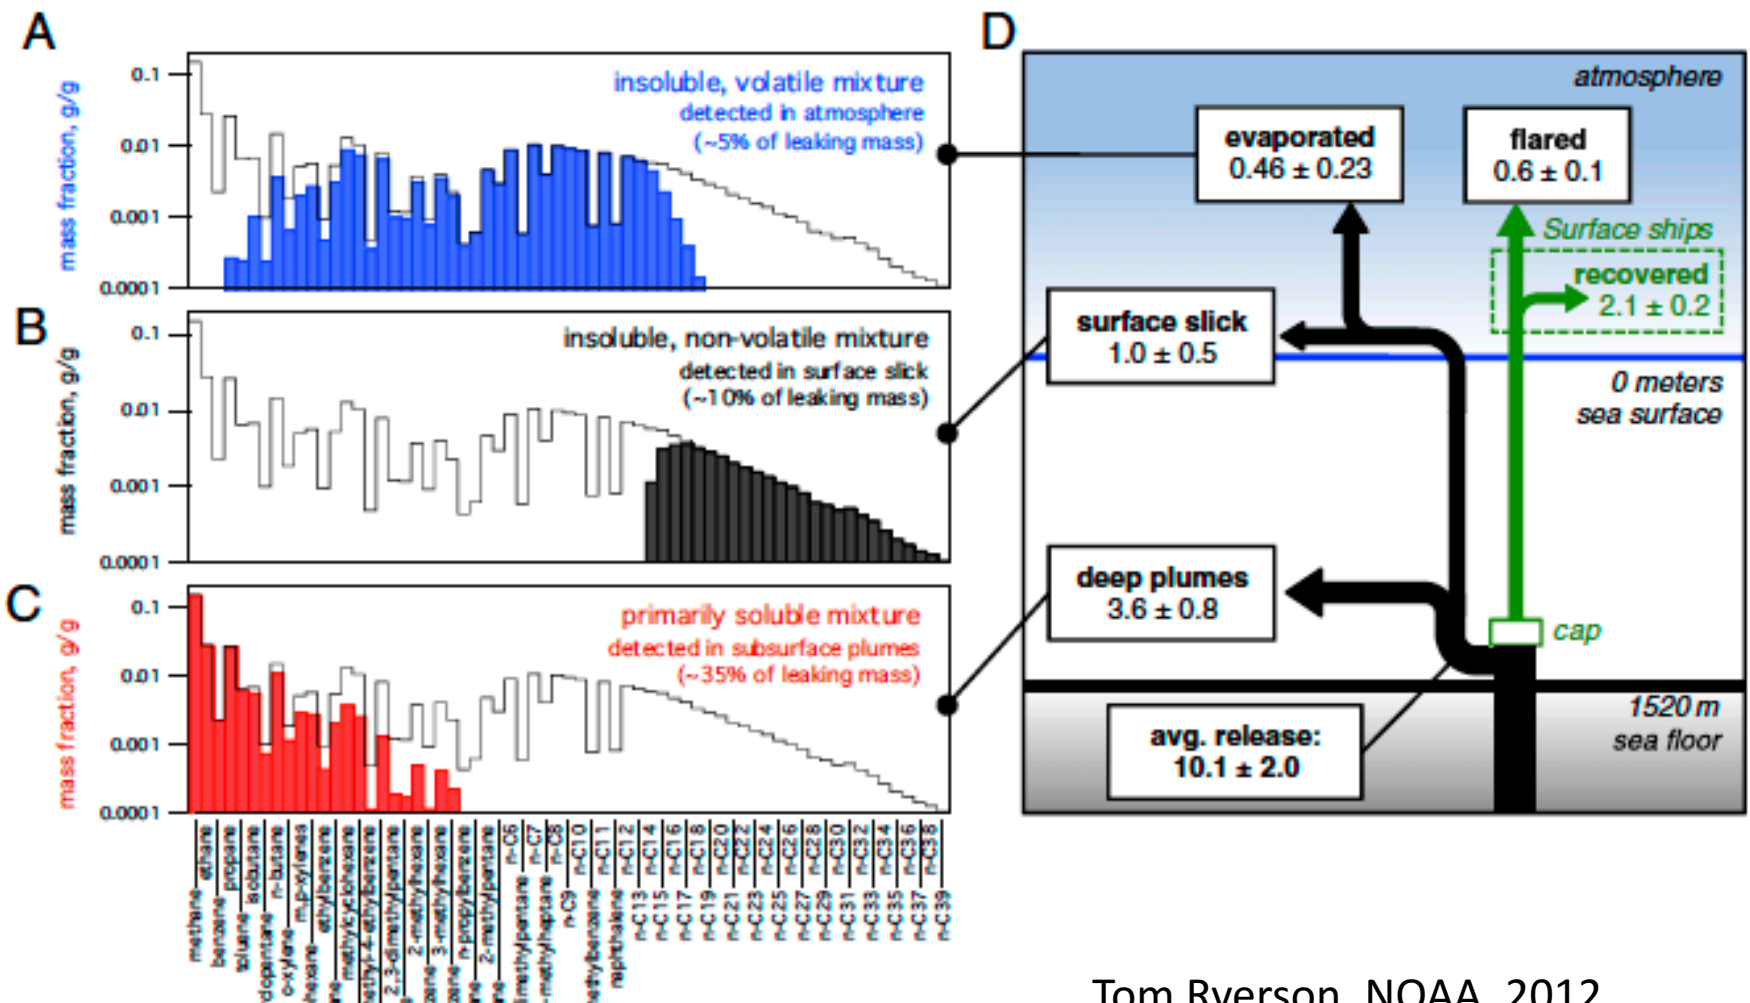 A
mass fraction, g/g
0.1
0.01
0.001
0.0001
insoluble, volatile mixture
detected in atmosphere
(~5% of leaking mass)
B
mass fraction, g/g
0.1
0.01
0.001
0.0001
insoluble, non-volatile mixture
detected in surface slick
(~10% of leaking mass)
C
mass fraction, g/g
0.1
0.01
0.001
0.0001
primarily soluble mixture
detected in subsurface plumes
(~35% of leaking mass)
methane
ethane
benzene
propane
toluene
isobutane
n-butane
o-xylene
m,p-xylenes
ethylbenzene
methylcyclohexane
2,3-dimethylpentane
2-methylhexane
3-methylhexane
n-propylbenzene
2-methylpentane
n-C6
n-C7
n-C8
n-C9
n-C10
n-C11
naphthalene
n-C12
n-C13
n-C14
n-C15
n-C16
n-C17
n-C18
n-C19
n-C20
n-C21
n-C22
n-C23
n-C24
n-C25
n-C26
n-C27
n-C28
n-C29
n-C30
n-C31
n-C32
n-C33
n-C34
n-C35
n-C36
n-C37
n-C38
n-C39
D
atmosphere
evaporated
0.46 ± 0.23
flared
0.6 ± 0.1
Surface ships
recovered
2.1 ± 0.2
surface slick
1.0 ± 0.5
0 meters
sea surface
deep plumes
3.6 ± 0.8
cap
1520 m
sea floor
avg. release:
10.1 ± 2.0
Tom Ryerson, NOAA, 2012